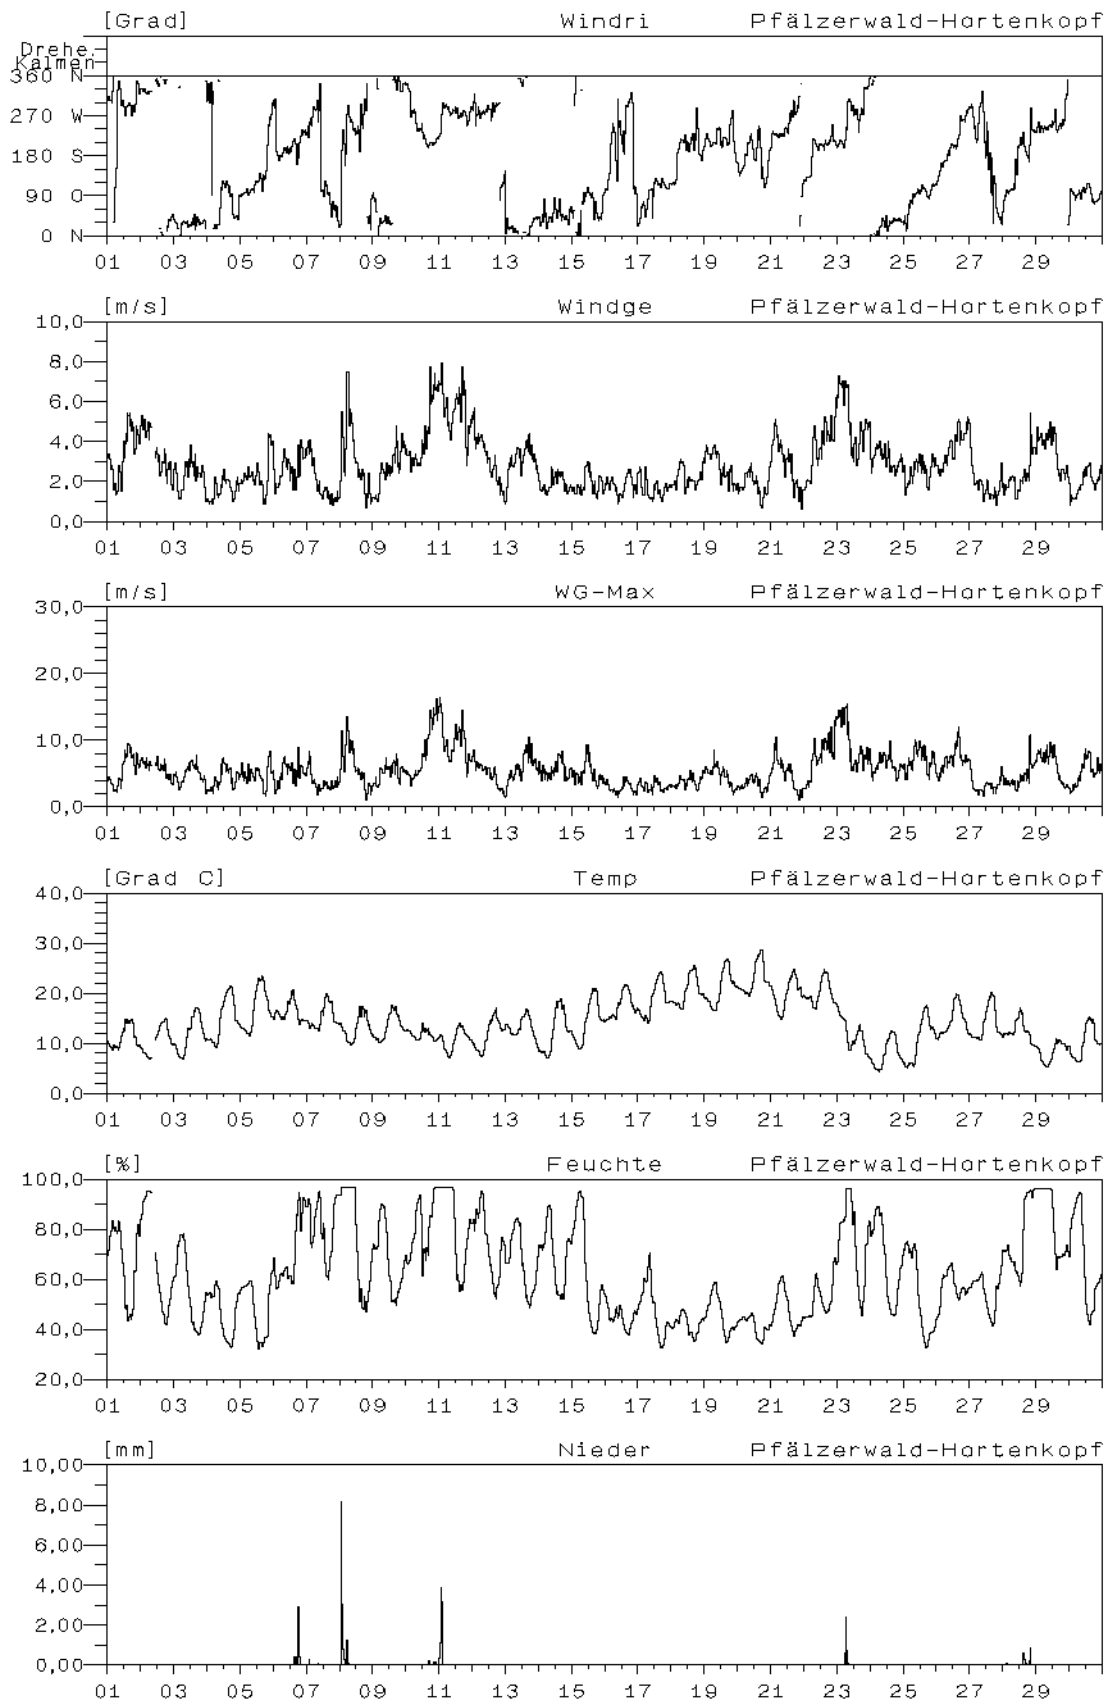 [Grad] Windri Pfälzerwald-Hortenkopf
Drehe.
Kalmen
360 N
270 W
180 S
90 O
0 N
01 03 05 07 09 11 13 15 17 19 21 23 25 27 29
[m/s] Windge Pfälzerwald-Hortenkopf
10,0
8,0
6,0
4,0
2,0
0,0
01 03 05 07 09 11 13 15 17 19 21 23 25 27 29
[m/s] WG-Max Pfälzerwald-Hortenkopf
30,0
20,0
10,0
0,0
01 03 05 07 09 11 13 15 17 19 21 23 25 27 29
[Grad C] Temp Pfälzerwald-Hortenkopf
40,0
30,0
20,0
10,0
0,0
01 03 05 07 09 11 13 15 17 19 21 23 25 27 29
[%] Feuchte Pfälzerwald-Hortenkopf
100,0
80,0
60,0
40,0
20,0
01 03 05 07 09 11 13 15 17 19 21 23 25 27 29
[mm] Nieder Pfälzerwald-Hortenkopf
10,00
8,00
6,00
4,00
2,00
0,00
01 03 05 07 09 11 13 15 17 19 21 23 25 27 29